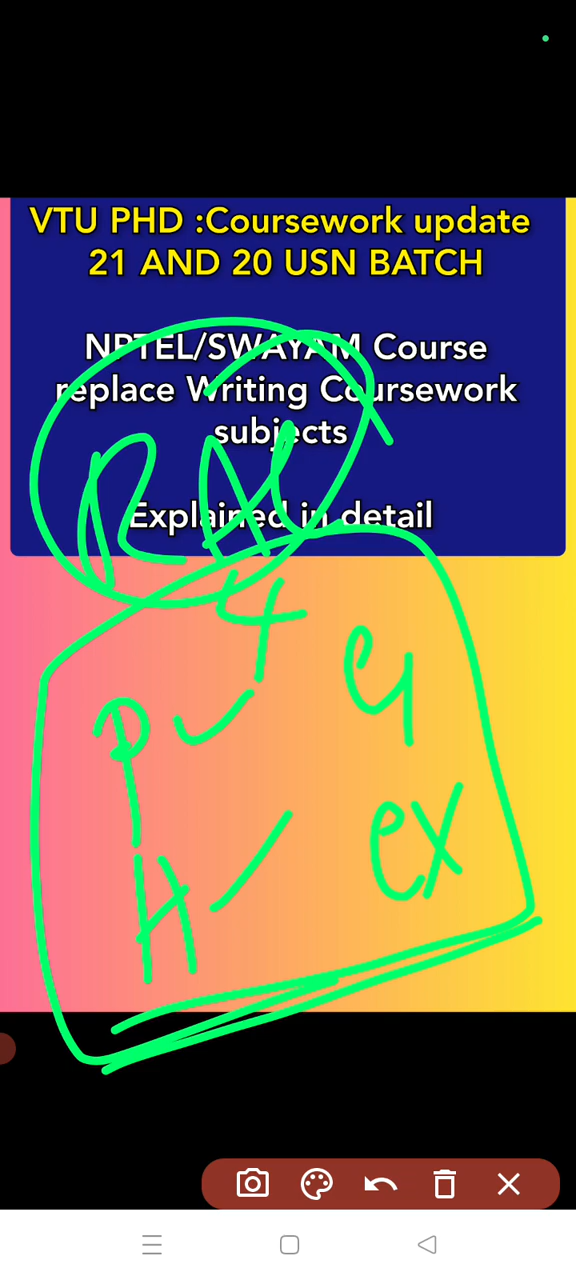 VTU PHD :Coursework update
21 AND 20 USN BATCH
NPTEL/SWAYAM Course
replace Writing Coursework
subjects
Explained in detail
4
P
ex
H